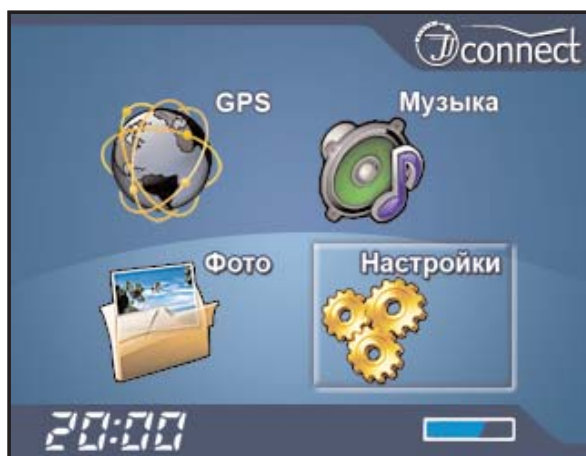 connect
GPS
Музыка
Фото
Настройки
20:00